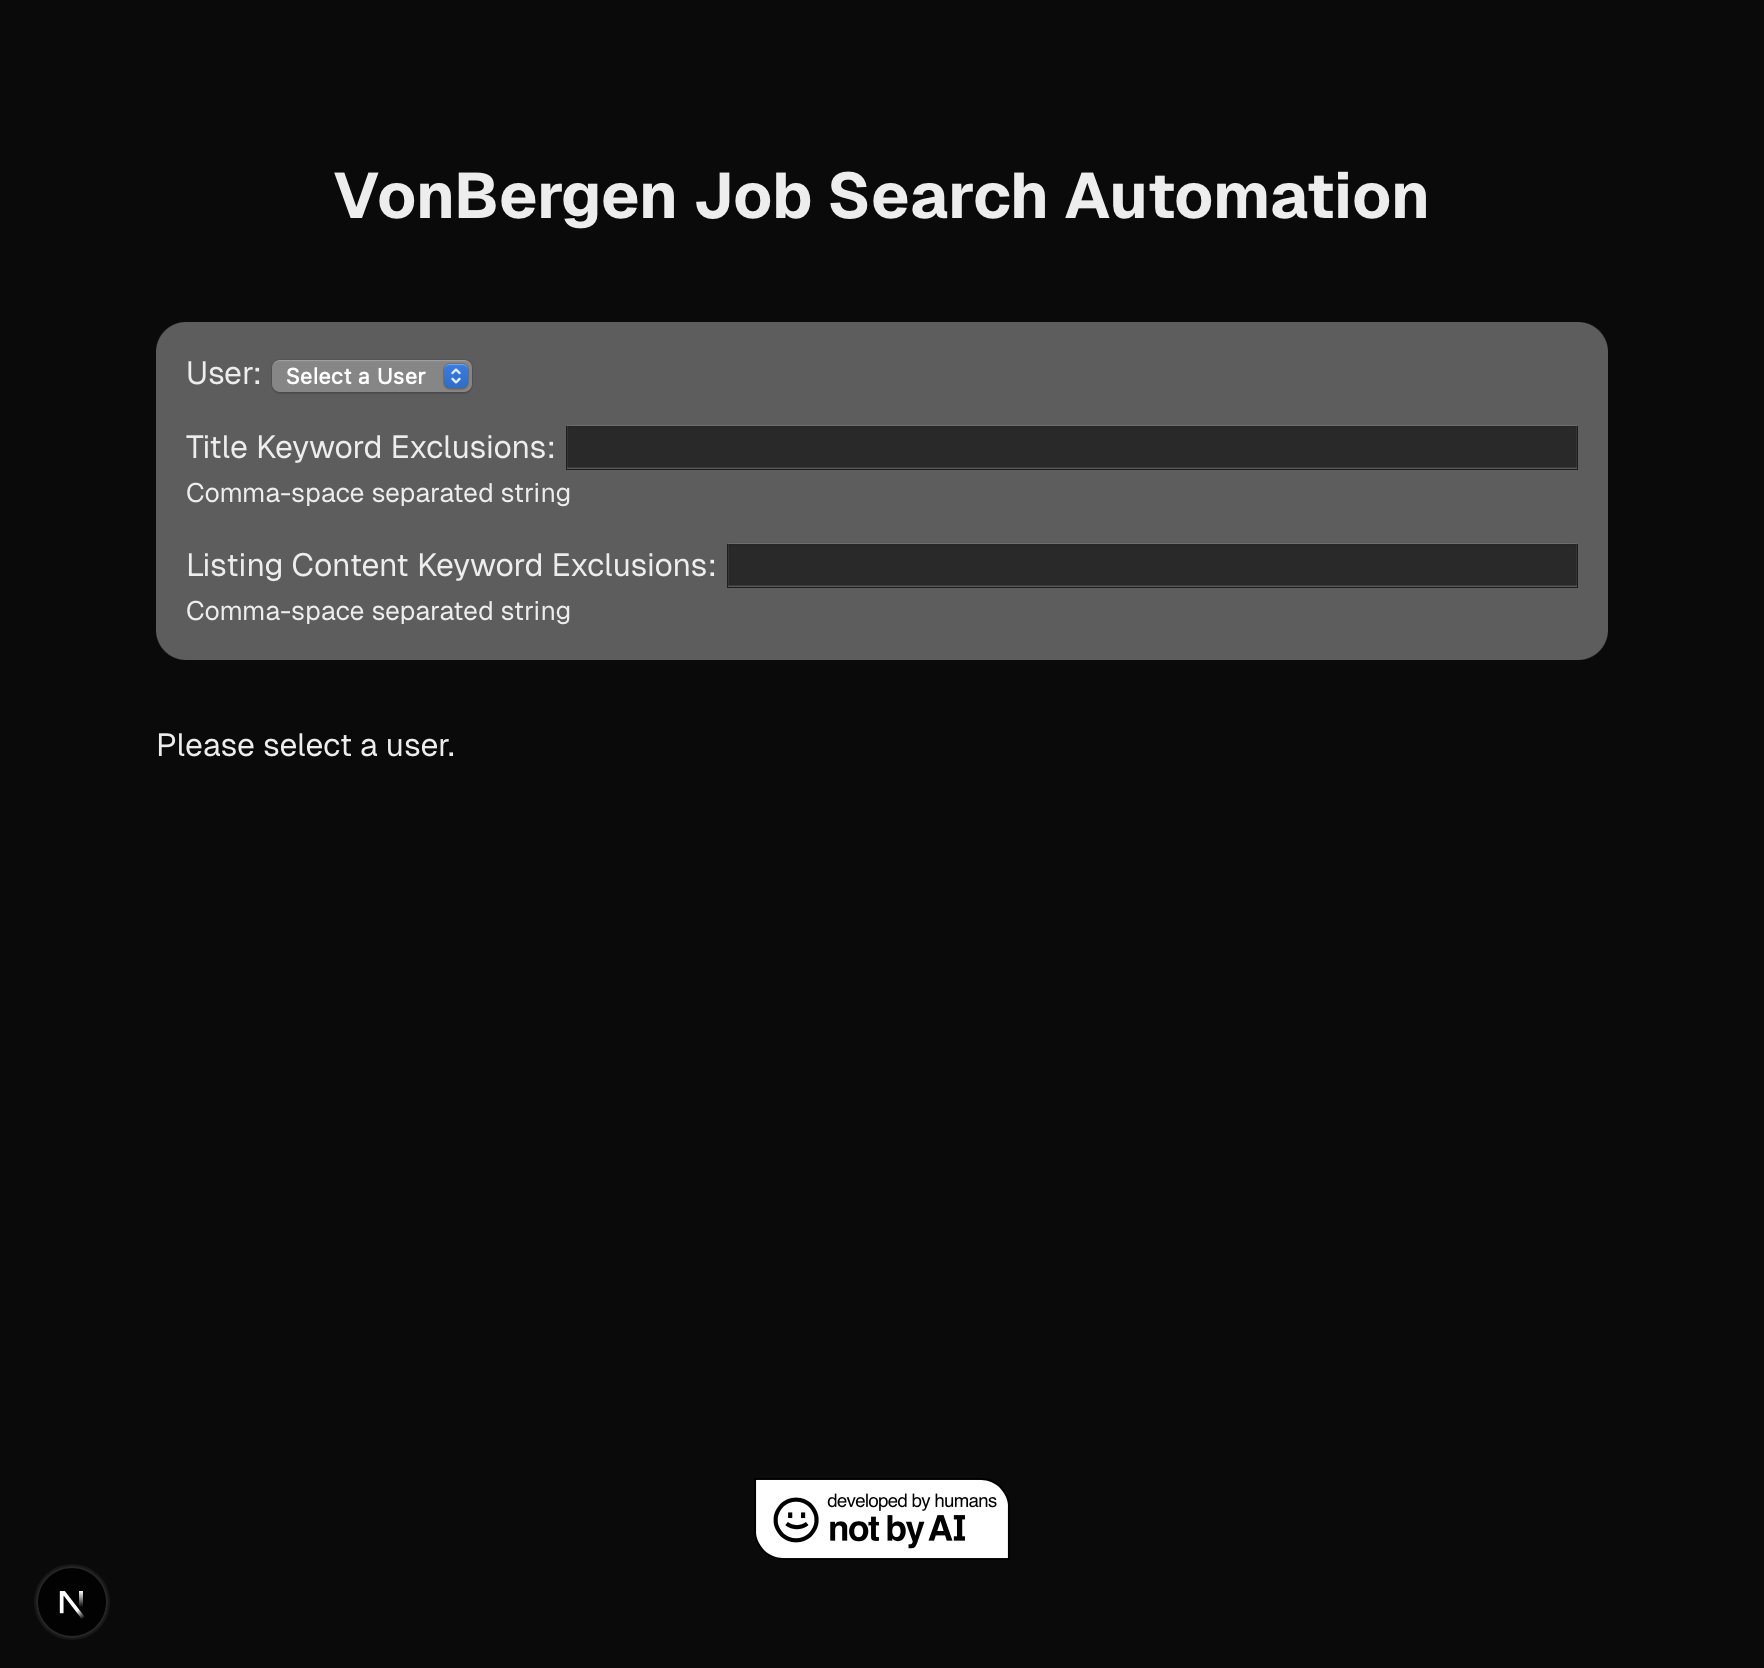 VonBergen Job Search Automation
User: Select a User
Title Keyword Exclusions:
Comma-space separated string
Listing Content Keyword Exclusions:
Comma-space separated string
Please select a user.
developed by humans
not by AI
N